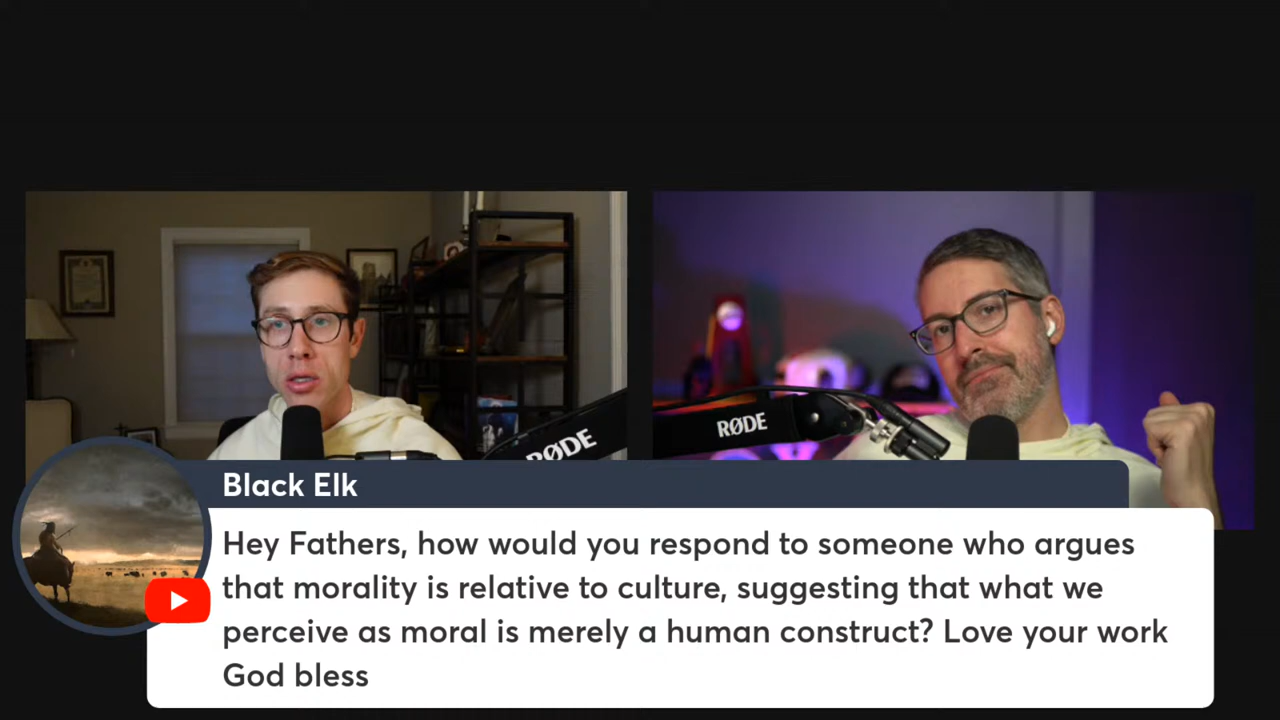 RØDE
RØDE
Black Elk
Hey Fathers, how would you respond to someone who argues
that morality is relative to culture, suggesting that what we
perceive as moral is merely a human construct? Love your work
God bless